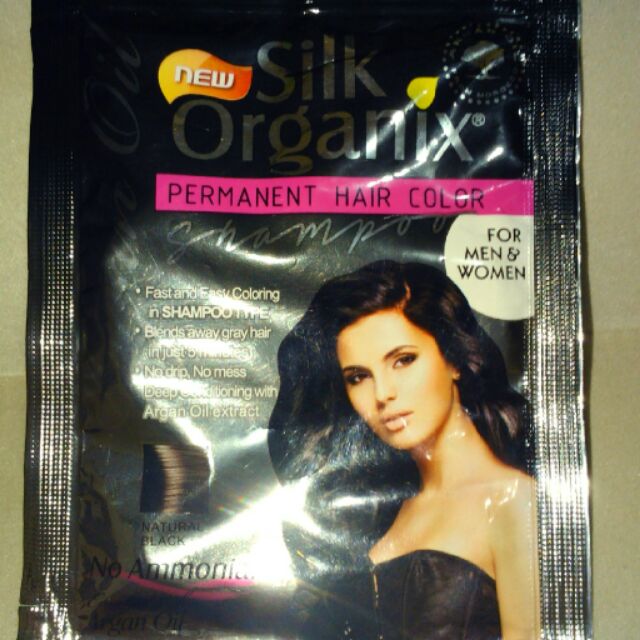 NEW
Silk
Organix®
PERMANENT HAIR COLOR
Shampoo
FOR
MEN &
WOMEN
• Fast and Easy Coloring
in SHAMPOO TYPE
• Blends away gray hair
in just 5 minutes
• No drip, No mess
Deep Conditioning with
Argan Oil extract
NATURAL
BLACK
No Ammonia
Argan Oil
Oil